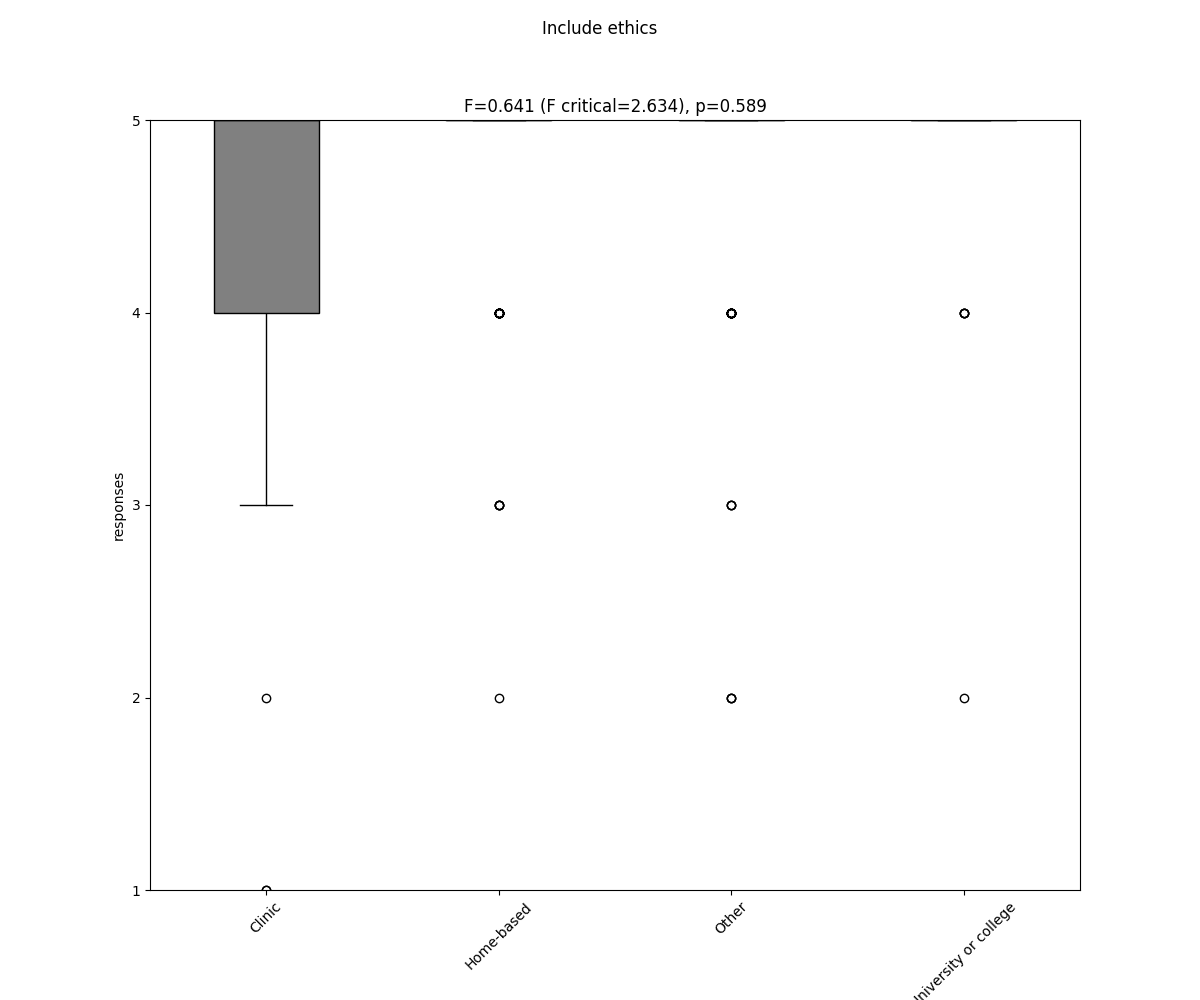 Include ethics
F=0.641 (F critical=2.634), p=0.589
5
4
3
2
1
responses
Clinic
Home-based
Other
or college